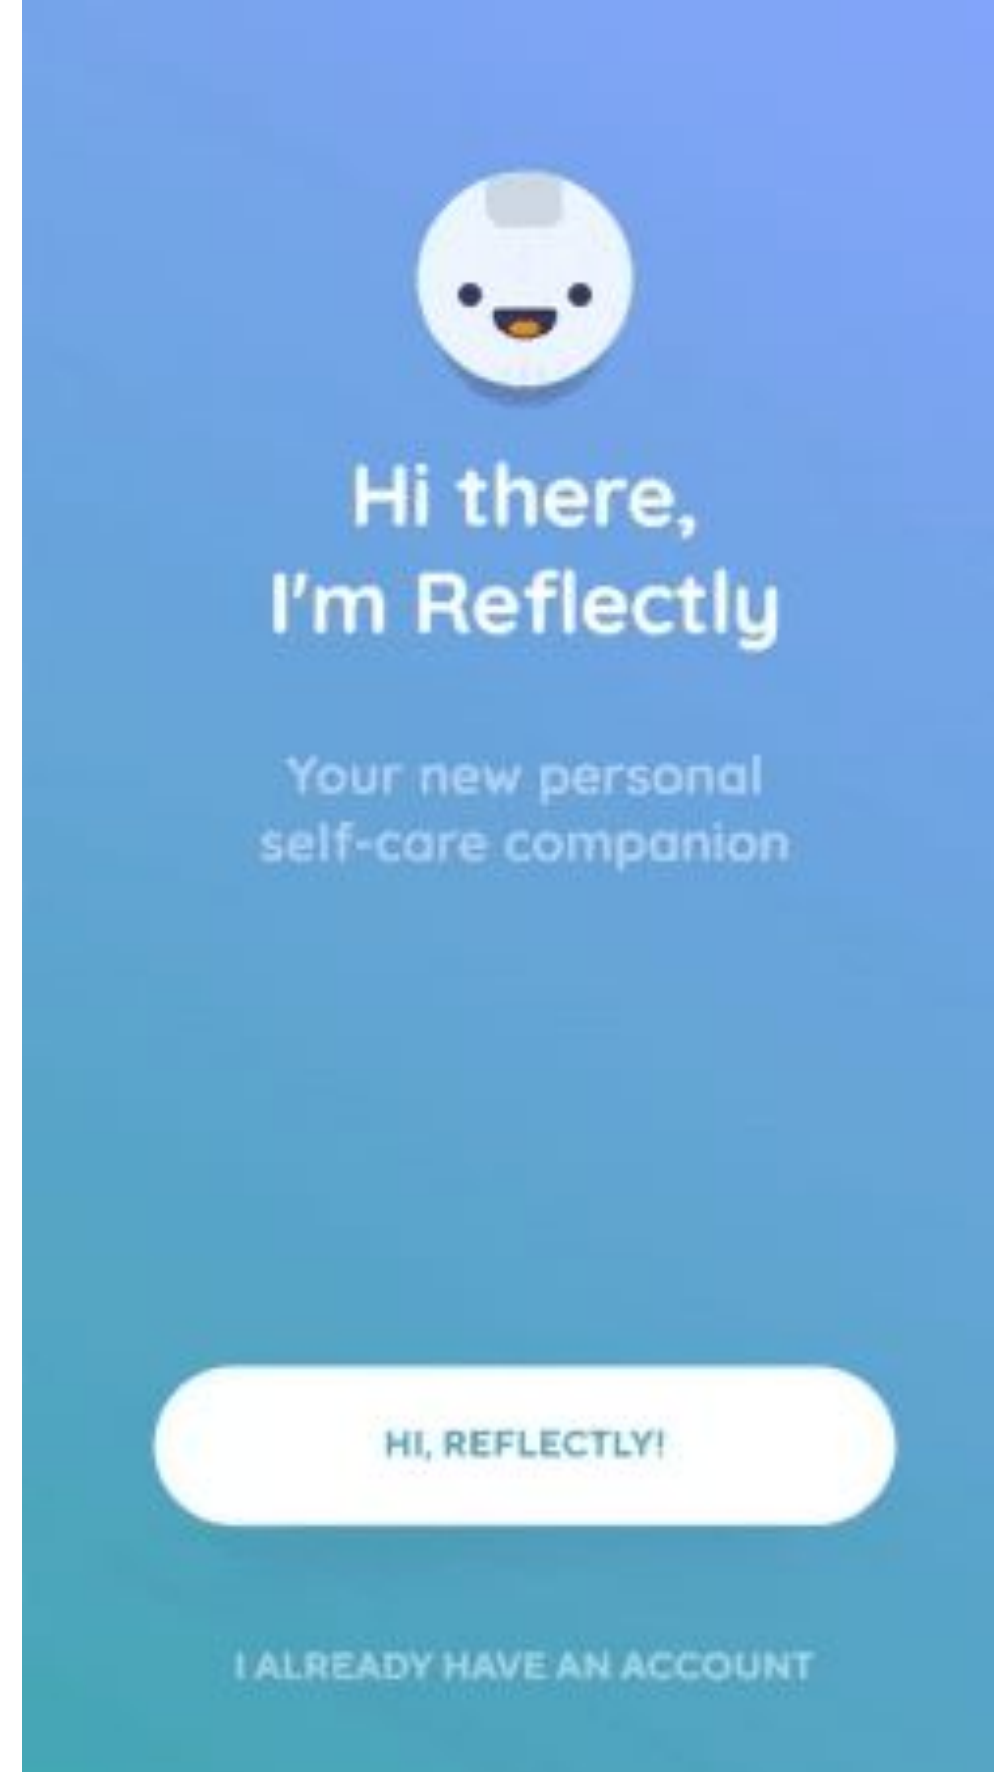 Hi there,
I'm Reflectly
Your new personal
self-care companion
HI, REFLECTLY!
I ALREADY HAVE AN ACCOUNT